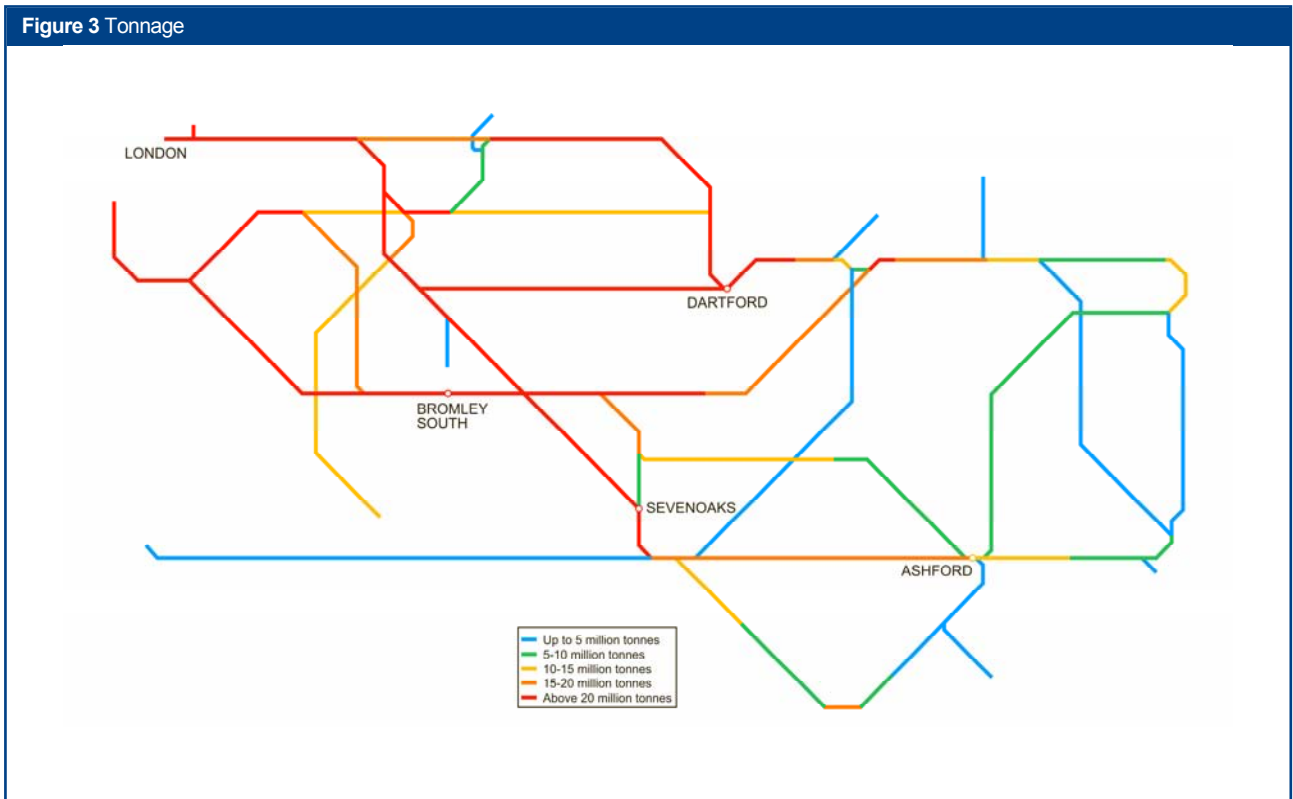 Figure 3 Tonnage
LONDON
DARTFORD
BROMLEY
SOUTH
SEVENOAKS
ASHFORD
Up to 5 million tonnes
5-10 million tonnes
10-15 million tonnes
15-20 million tonnes
Above 20 million tonnes